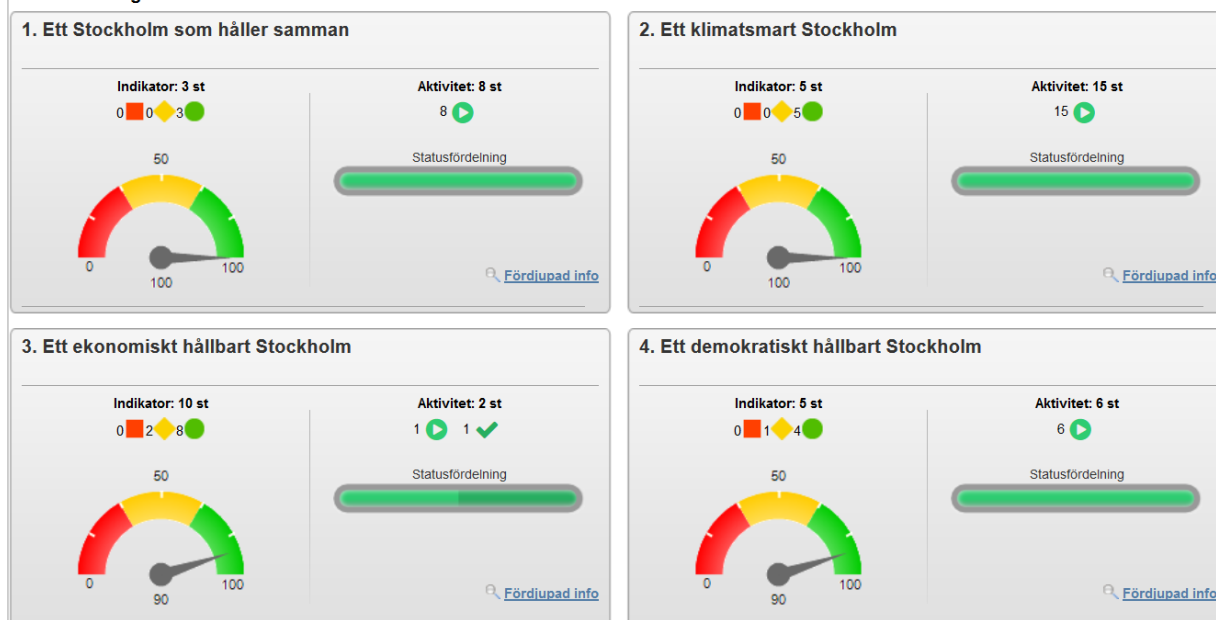 1. Ett Stockholm som håller samman
Indikator: 3 st
Aktivitet: 8 st
0 0 3
8
50
Statusfördelning
0
100
100
Fördjupad info
2. Ett klimatsmart Stockholm
Indikator: 5 st
Aktivitet: 15 st
0 0 5
15
50
Statusfördelning
0
100
100
Fördjupad info
3. Ett ekonomiskt hållbart Stockholm
Indikator: 10 st
Aktivitet: 2 st
0 2 8
1 1
50
Statusfördelning
0
100
90
Fördjupad info
4. Ett demokratiskt hållbart Stockholm
Indikator: 5 st
Aktivitet: 6 st
0 1 4
6
50
Statusfördelning
0
100
90
Fördjupad info